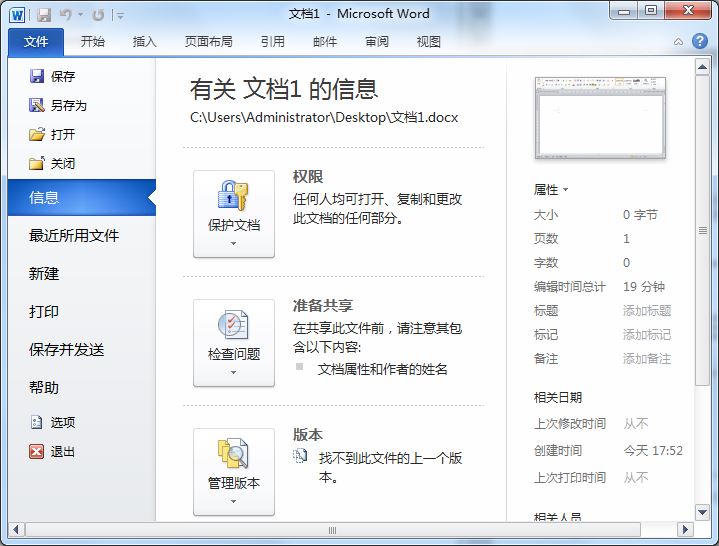 文档1 - Microsoft Word
文件 开始 插入 页面布局 引用 邮件 审阅 视图
保存
另存为
打开
关闭
信息
最近所用文件
新建
打印
保存并发送
帮助
选项
退出
有关 文档1 的信息
C:\Users\Administrator\Desktop\文档1.docx
保护文档
权限
任何人均可打开、复制和更改
此文档的任何部分。
检查问题
准备共享
在共享此文件前，请注意其包
含以下内容:
文档属性和作者的姓名
管理版本
版本
找不到此文件的上一个版
本。
属性
大小 0 字节
页数 1
字数 0
编辑时间总计 19 分钟
标题 添加标题
标记 添加标记
备注 添加备注
相关日期
上次修改时间 从不
创建时间 今天 17:52
上次打印时间 从不
相关人员